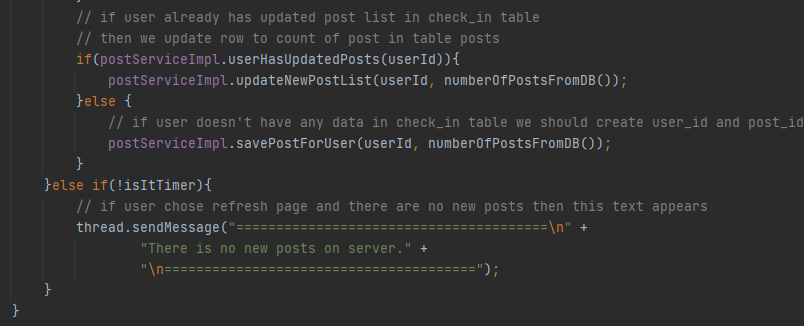 }
// if user already has updated post list in check_in table
// then we update row to count of post in table posts
if(postServiceImpl.userHasUpdatedPosts(userId)){
postServiceImpl.updateNewPostList(userId, numberOfPostsFromDB());
}else {
// if user doesn't have any data in check_in table we should create user_id and post_id
postServiceImpl.savePostForUser(userId, numberOfPostsFromDB());
}
}else if(!isItTimer){
// if user chose refresh page and there are no new posts then this text appears
thread.sendMessage("=======================================\n" +
"There is no new posts on server." +
"\n=======================================");
}
}